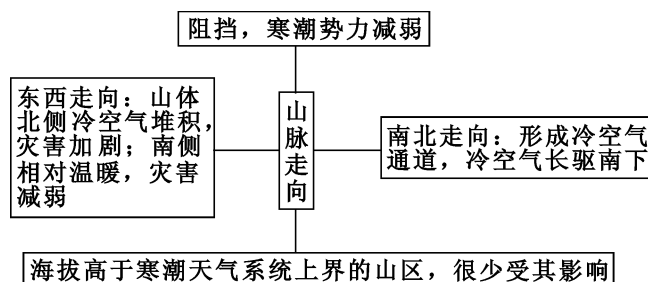 阻挡，寒潮势力减弱
东西走向：山体
北侧冷空气堆积，
灾害加剧；南侧
相对温暖，灾害
减弱
山脉走向
南北走向：形成冷空气
通道，冷空气长驱南下
海拔高于寒潮天气系统上界的山区，很少受其影响